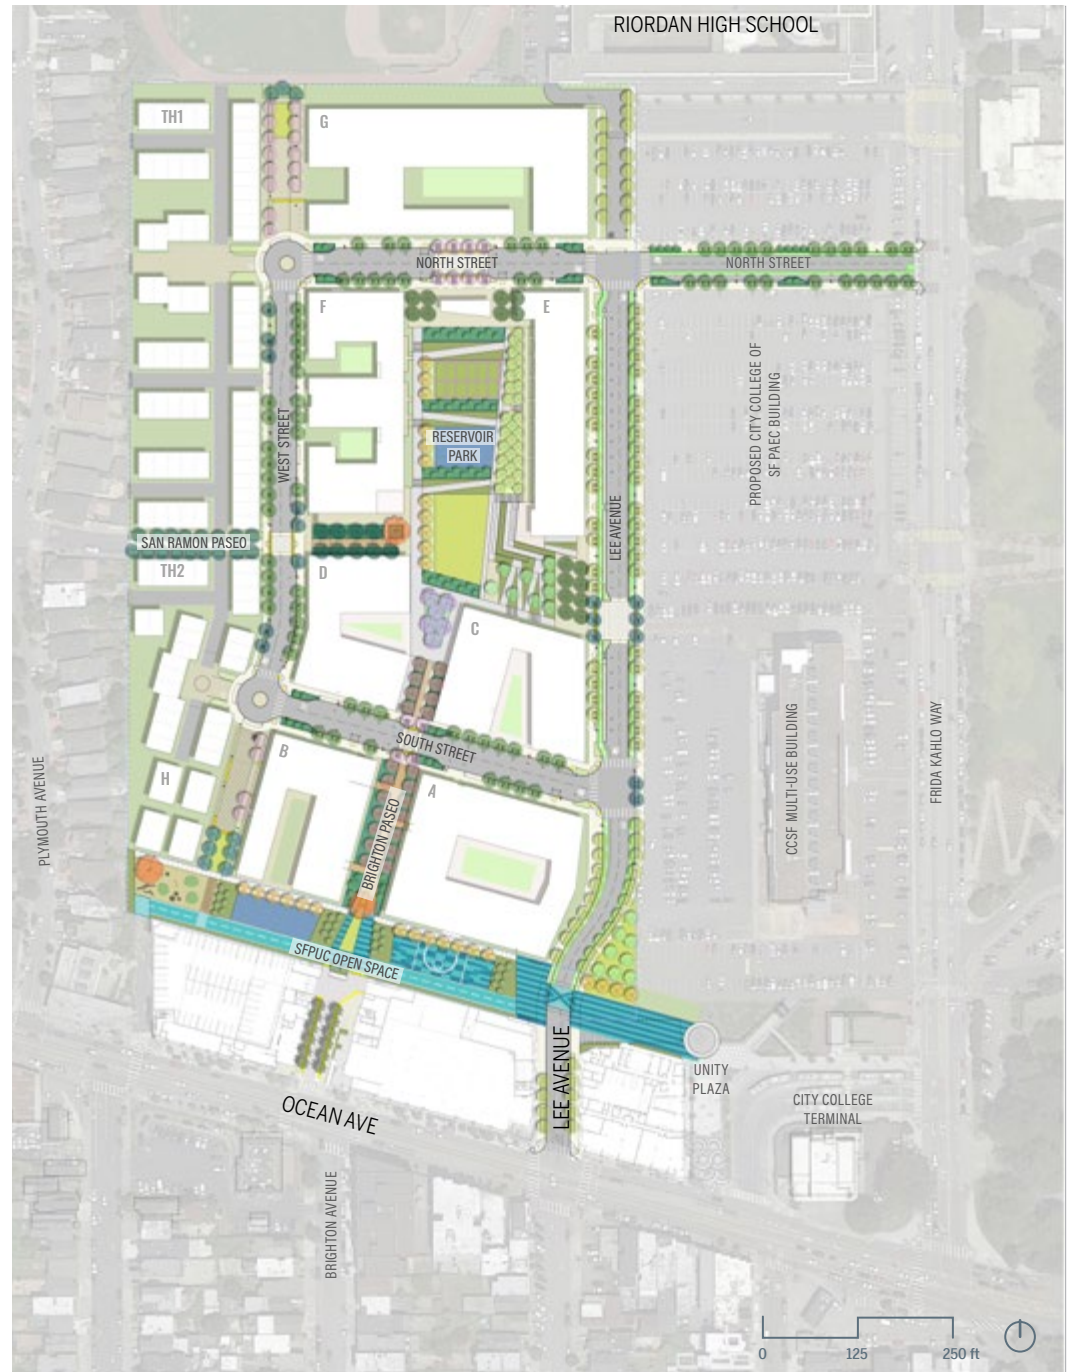 RIORDAN HIGH SCHOOL
TH1
G
NORTH STREET
NORTH STREET
F
E
WEST STREET
RESERVOIR
PARK
PROPOSED CITY COLLEGE OF
SF PAEC BUILDING
LEE AVENUE
SAN RAMON PASEO
TH2
D
C
SOUTH STREET
B
A
H
BRIGHTON PASEO
PLYMOUTH AVENUE
CCSF MULTI-USE BUILDING
FRIDA KAHLO WAY
SFPUC OPEN SPACE
LEE AVENUE
UNITY
PLAZA
CITY COLLEGE
TERMINAL
OCEAN AVE
BRIGHTON AVENUE
0
125
250 ft